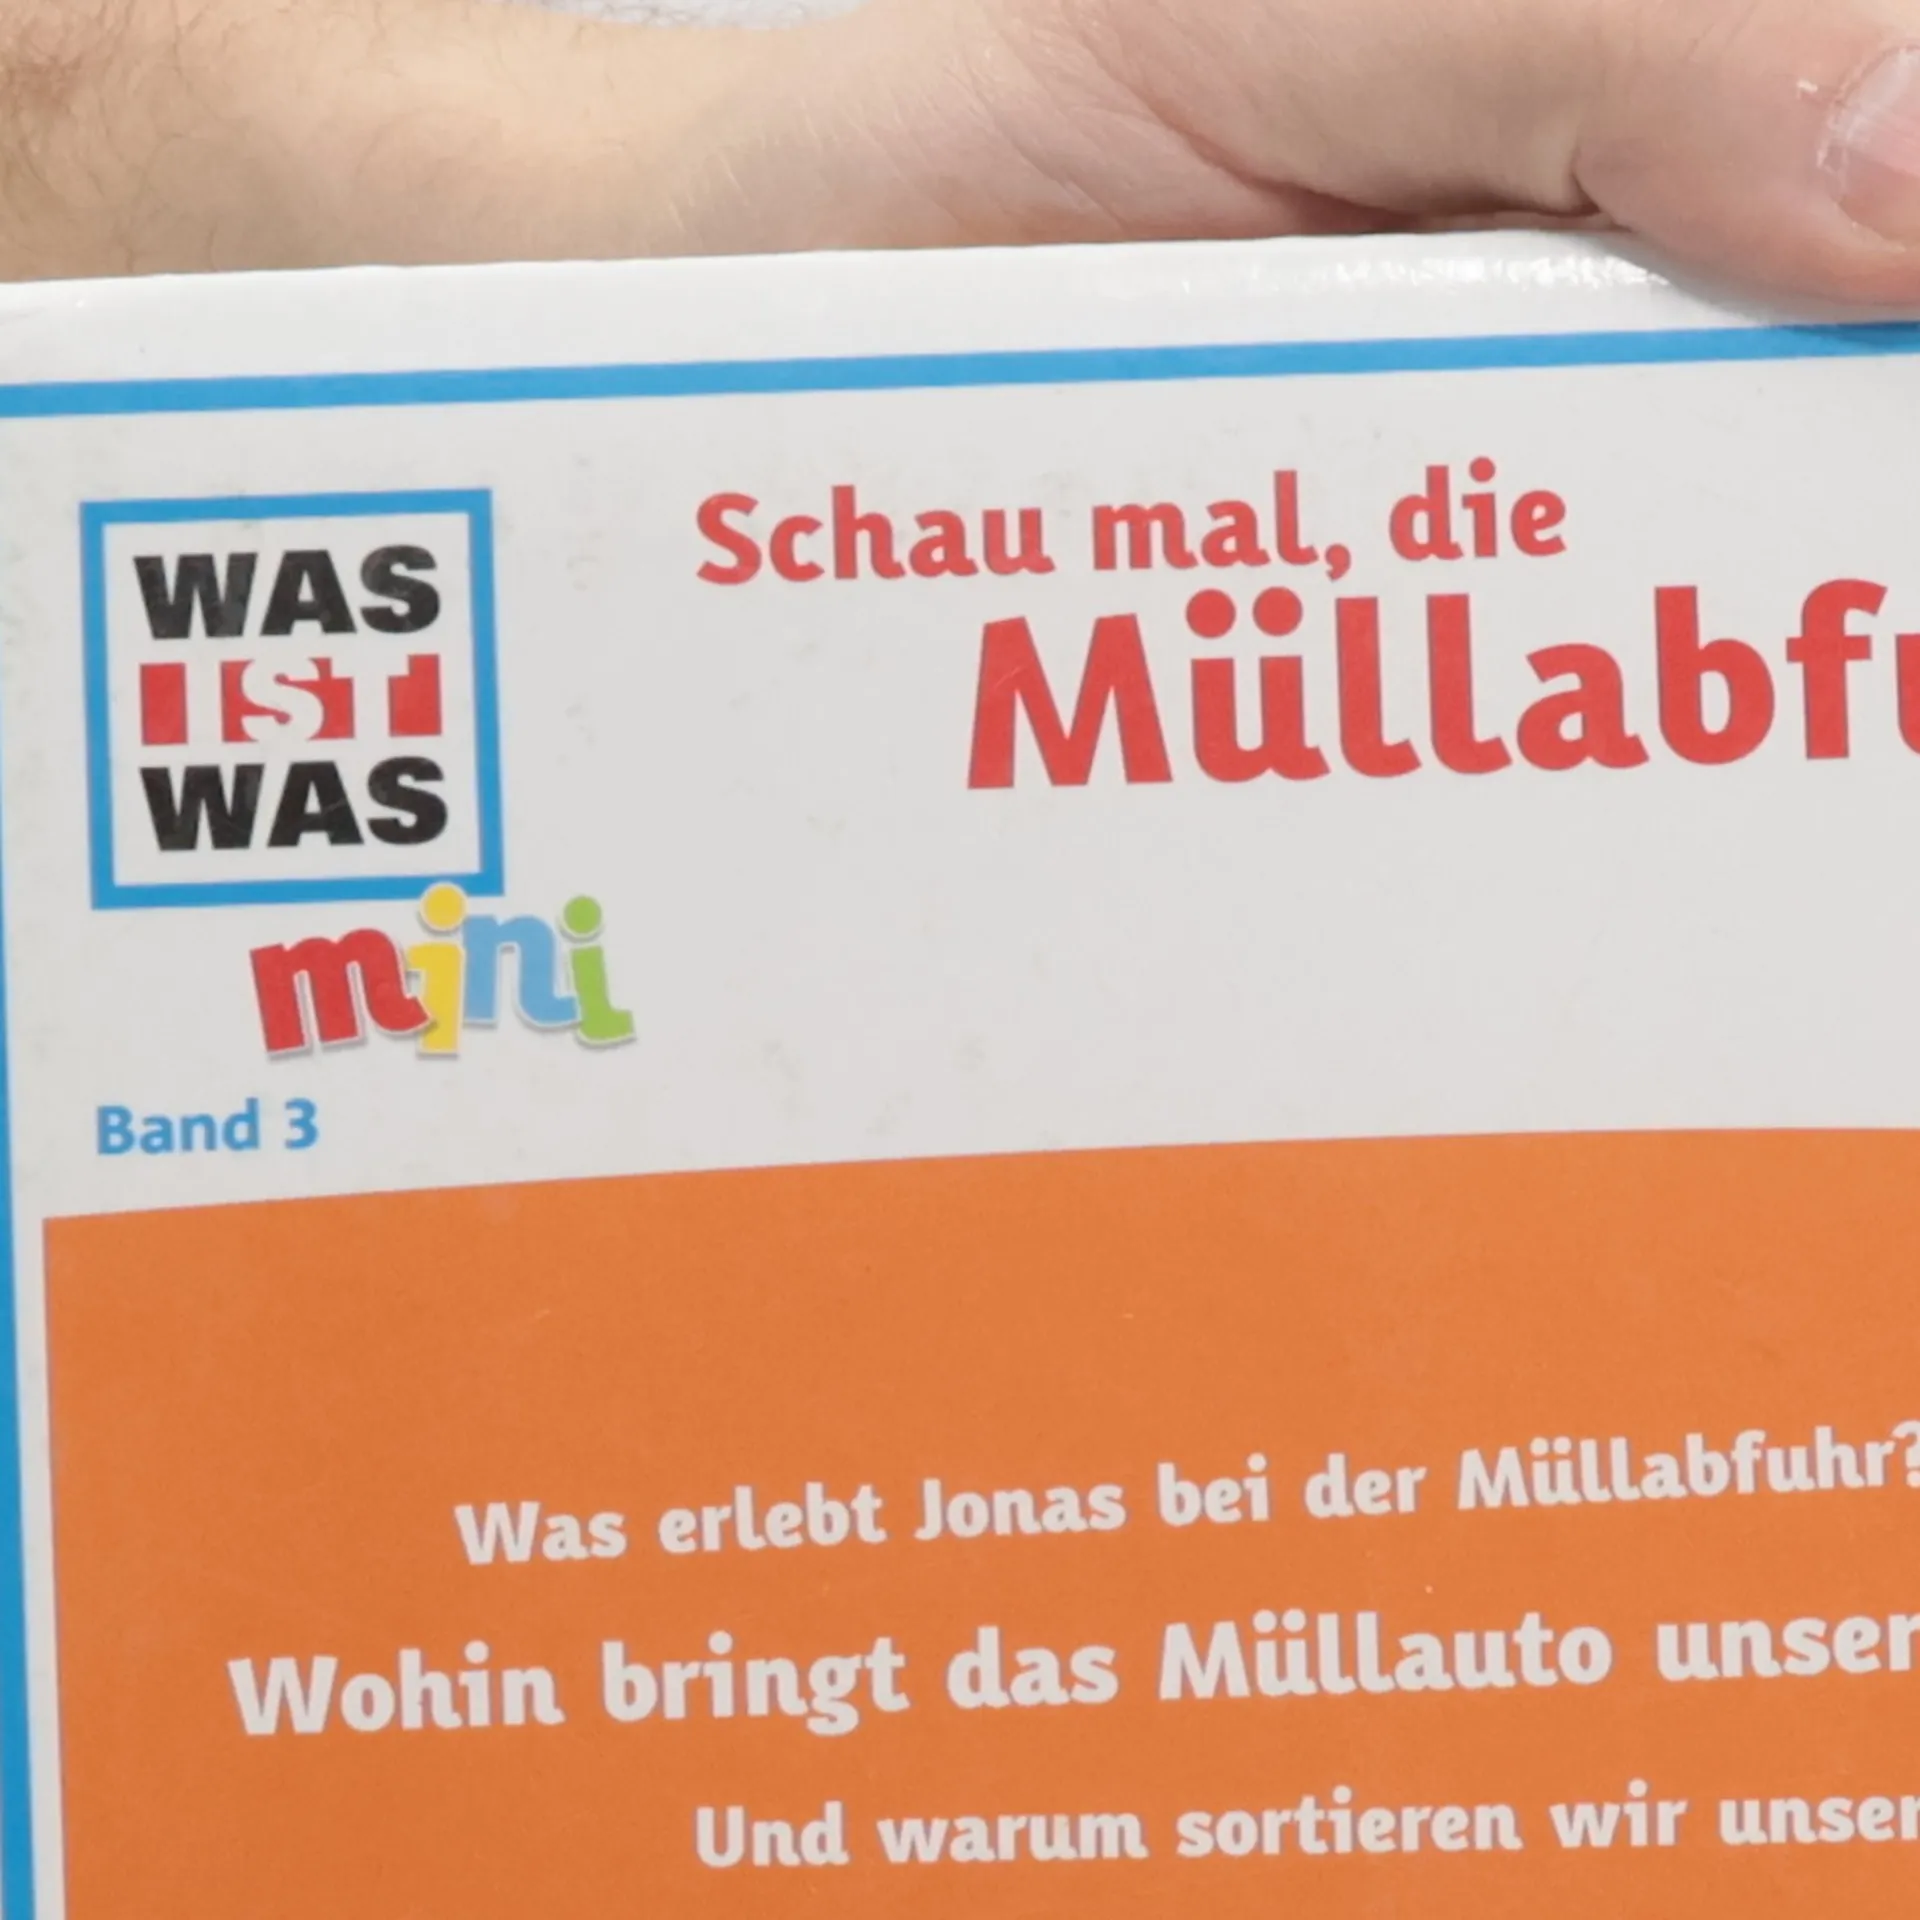 WAS
IST
WAS
mini
Band 3
Schau mal, die
Müllabfu
Was erlebt Jonas bei der Müllabfuhr?
Wohin bringt das Müllauto unser
Und warum sortieren wir unser